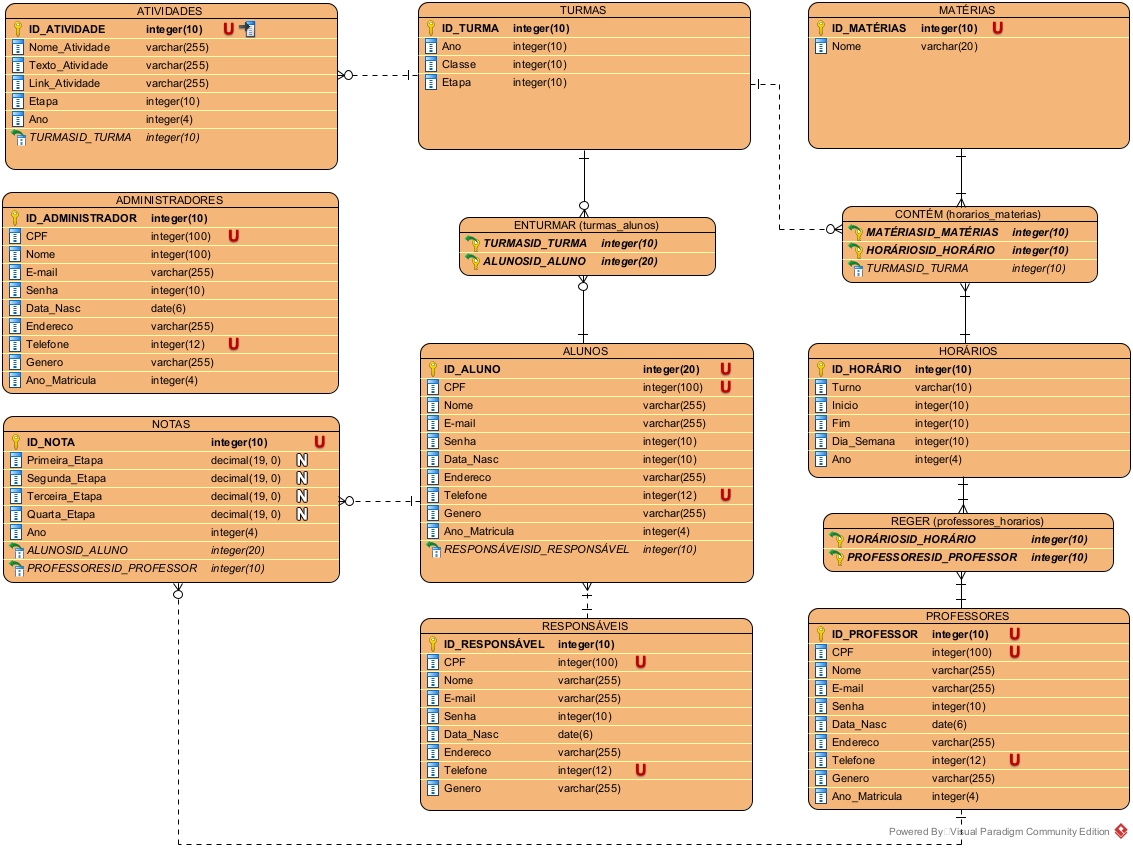 ATIVIDADES
ID_ATIVIDADE integer(10) U
Nome_Atividade varchar(255)
Texto_Atividade varchar(255)
Link_Atividade varchar(255)
Etapa integer(10)
Ano integer(4)
TURMASID_TURMA integer(10)
TURMAS
ID_TURMA integer(10)
Ano integer(10)
Classe integer(10)
Etapa integer(10)
MATÉRIAS
ID_MATÉRIAS integer(10) U
Nome varchar(20)
ADMINISTRADORES
ID_ADMINISTRADOR integer(10)
CPF integer(100) U
Nome integer(100)
E-mail varchar(255)
Senha integer(10)
Data_Nasc date(6)
Endereco varchar(255)
Telefone integer(12) U
Genero varchar(255)
Ano_Matricula integer(4)
ENTURMAR (turmas_alunos)
TURMASID_TURMA integer(10)
ALUNOSID_ALUNO integer(20)
CONTÉM (horarios_materias)
MATÉRIASID_MATÉRIAS integer(10)
HORÁRIOSID_HORÁRIO integer(10)
TURMASID_TURMA integer(10)
NOTAS
ID_NOTA integer(10) U
Primeira_Etapa decimal(19, 0) N
Segunda_Etapa decimal(19, 0) N
Terceira_Etapa decimal(19, 0) N
Quarta_Etapa decimal(19, 0) N
Ano integer(4)
ALUNOSID_ALUNO integer(20)
PROFESSORESID_PROFESSOR integer(10)
ALUNOS
ID_ALUNO integer(20) U
CPF integer(100) U
Nome varchar(255)
E-mail varchar(255)
Senha integer(10)
Data_Nasc integer(10)
Endereco varchar(255)
Telefone integer(12) U
Genero varchar(255)
Ano_Matricula integer(4)
RESPONSÁVEISID_RESPONSÁVEL integer(10)
HORÁRIOS
ID_HORÁRIO integer(10)
Turno varchar(10)
Inicio integer(10)
Fim integer(10)
Dia_Semana integer(10)
Ano integer(4)
REGER (professores_horarios)
HORÁRIOSID_HORÁRIO integer(10)
PROFESSORESID_PROFESSOR integer(10)
RESPONSÁVEIS
ID_RESPONSÁVEL integer(10)
CPF integer(100) U
Nome varchar(255)
E-mail varchar(255)
Senha integer(10)
Data_Nasc date(6)
Endereco varchar(255)
Telefone integer(12) U
Genero varchar(255)
PROFESSORES
ID_PROFESSOR integer(10) U
CPF integer(100) U
Nome varchar(255)
E-mail varchar(255)
Senha integer(10)
Data_Nasc date(6)
Endereco varchar(255)
Telefone integer(12) U
Genero varchar(255)
Ano_Matricula integer(4)
Powered By Visual Paradigm Community Edition